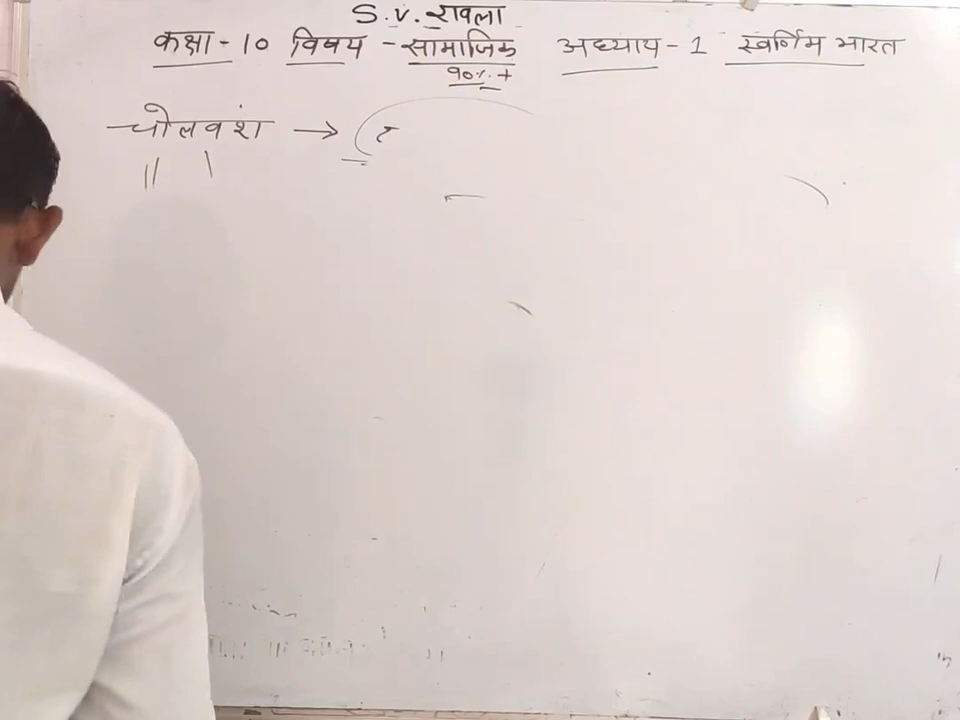 S.V. रावला
कक्षा - 10 विषय - सामाजिक अध्याय - 1 स्वर्णिम भारत
90% +
चोलवंश →